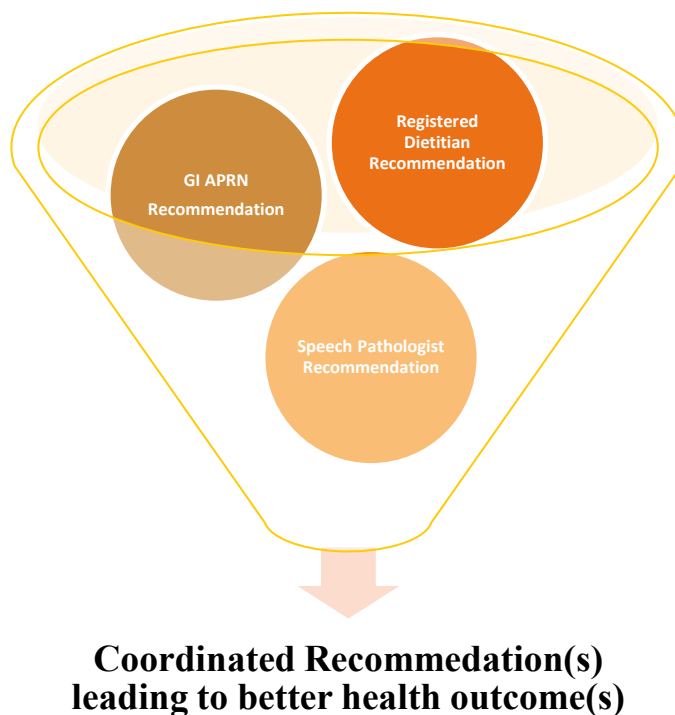 Registered
Dietitian
Recommendation
GI APRN
Recommendation
Speech Pathologist
Recommendation
Coordinated Recommedation(s)
leading to better health outcome(s)